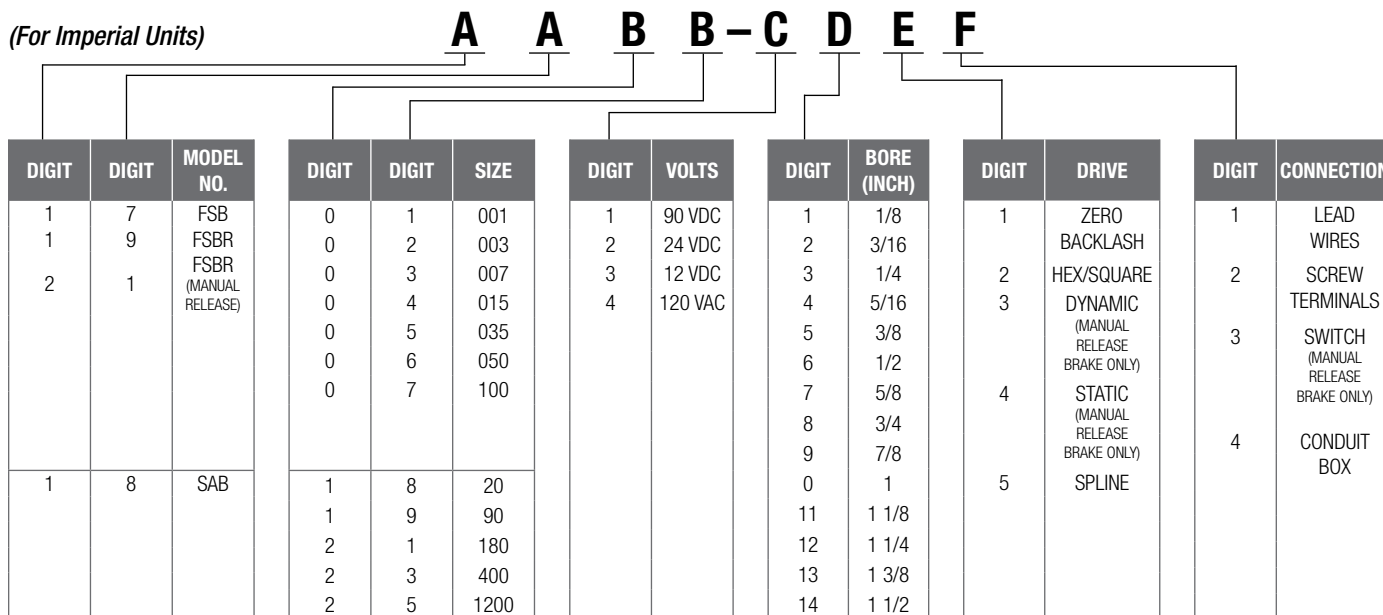 (For Imperial Units)
A A B B – C D E F
DIGIT DIGIT MODEL NO.
1 7 FSB
1 9 FSBR
2 1 FSBR (MANUAL RELEASE)
1 8 SAB
DIGIT DIGIT SIZE
0 1 001
0 2 003
0 3 007
0 4 015
0 5 035
0 6 050
0 7 100
1 8 20
1 9 90
2 1 180
2 3 400
2 5 1200
DIGIT VOLTS
1 90 VDC
2 24 VDC
3 12 VDC
4 120 VAC
DIGIT BORE (INCH)
1 1/8
2 3/16
3 1/4
4 5/16
5 3/8
6 1/2
7 5/8
8 3/4
9 7/8
0 1
11 1 1/8
12 1 1/4
13 1 3/8
14 1 1/2
DIGIT DRIVE
1 ZERO
BACKLASH
2 HEX/SQUARE
3 DYNAMIC
(MANUAL
RELEASE
BRAKE ONLY)
4 STATIC
(MANUAL
RELEASE
BRAKE ONLY)
5 SPLINE
DIGIT CONNECTION
1 LEAD
WIRES
2 SCREW
TERMINALS
3 SWITCH
(MANUAL
RELEASE
BRAKE ONLY)
4 CONDUIT
BOX